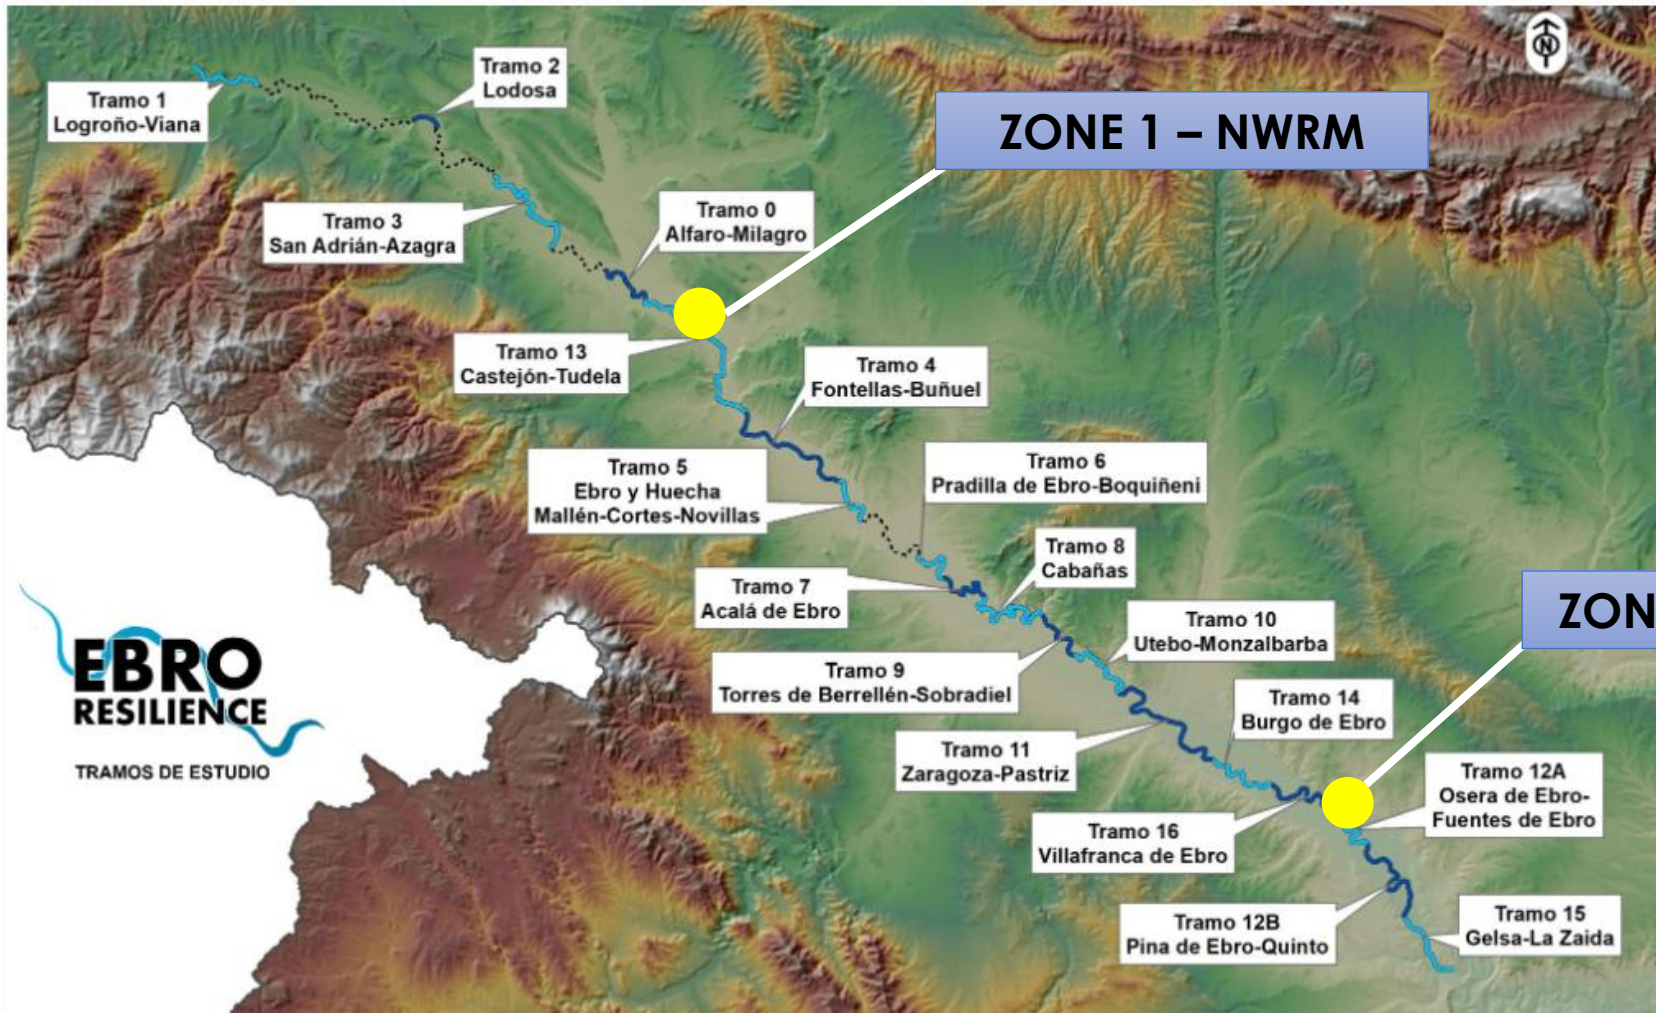 N
Tramo 2
Lodosa
Tramo 1
Logroño-Viana
ZONE 1 – NWRM
Tramo 3
San Adrián-Azagra
Tramo 0
Alfaro-Milagro
Tramo 13
Castejón-Tudela
Tramo 4
Fontellas-Buñuel
Tramo 5
Ebro y Huecha
Mallén-Cortes-Novillas
Tramo 6
Pradilla de Ebro-Boquiñeni
Tramo 8
Cabañas
Tramo 7
Acalá de Ebro
ZON
Tramo 10
Utebo-Monzalbarba
Tramo 9
Torres de Berrellén-Sobradiel
EBRO
RESILIENCE
TRAMOS DE ESTUDIO
Tramo 14
Burgo de Ebro
Tramo 11
Zaragoza-Pastriz
Tramo 12A
Osera de Ebro-
Fuentes de Ebro
Tramo 16
Villafranca de Ebro
Tramo 12B
Pina de Ebro-Quinto
Tramo 15
Gelsa-La Zaida